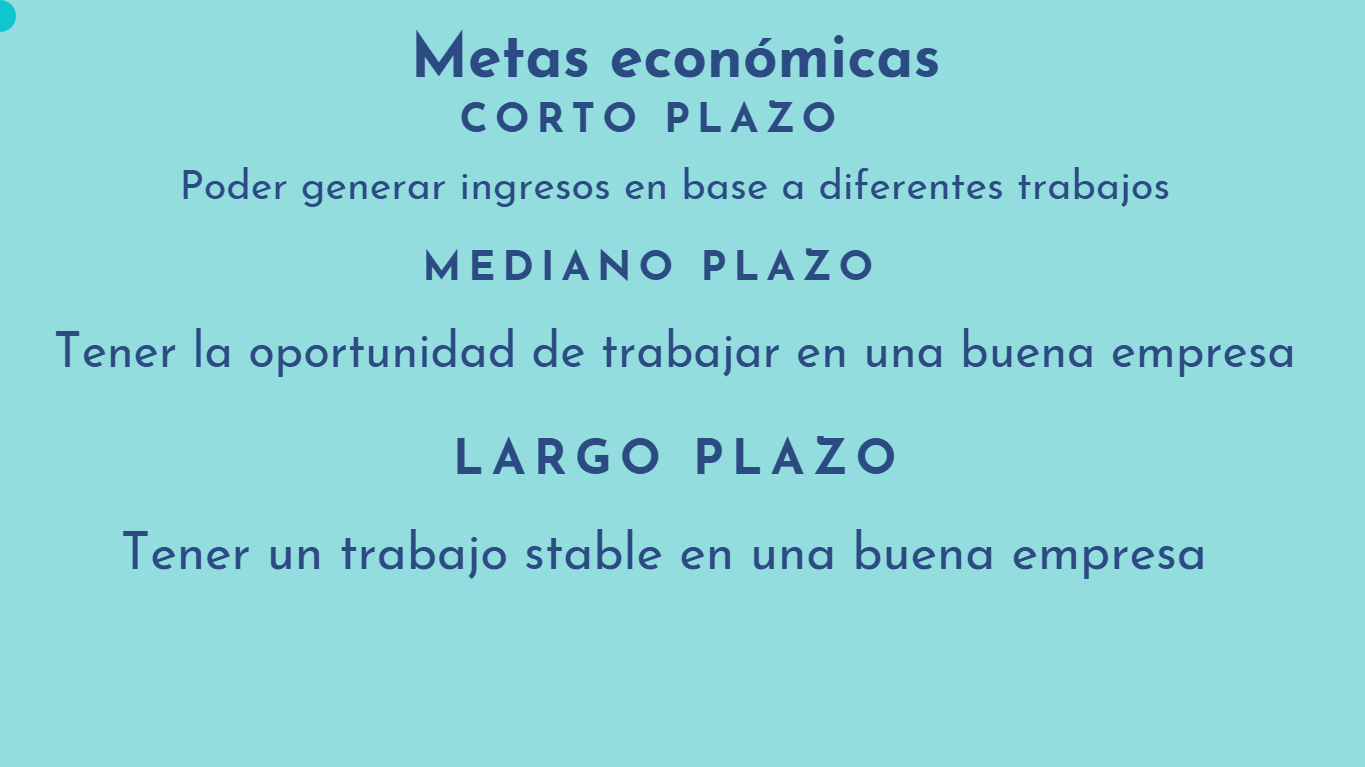 Metas económicas
CORTO PLAZO
Poder generar ingresos en base a diferentes trabajos
MEDIANO PLAZO
Tener la oportunidad de trabajar en una buena empresa
LARGO PLAZO
Tener un trabajo stable en una buena empresa